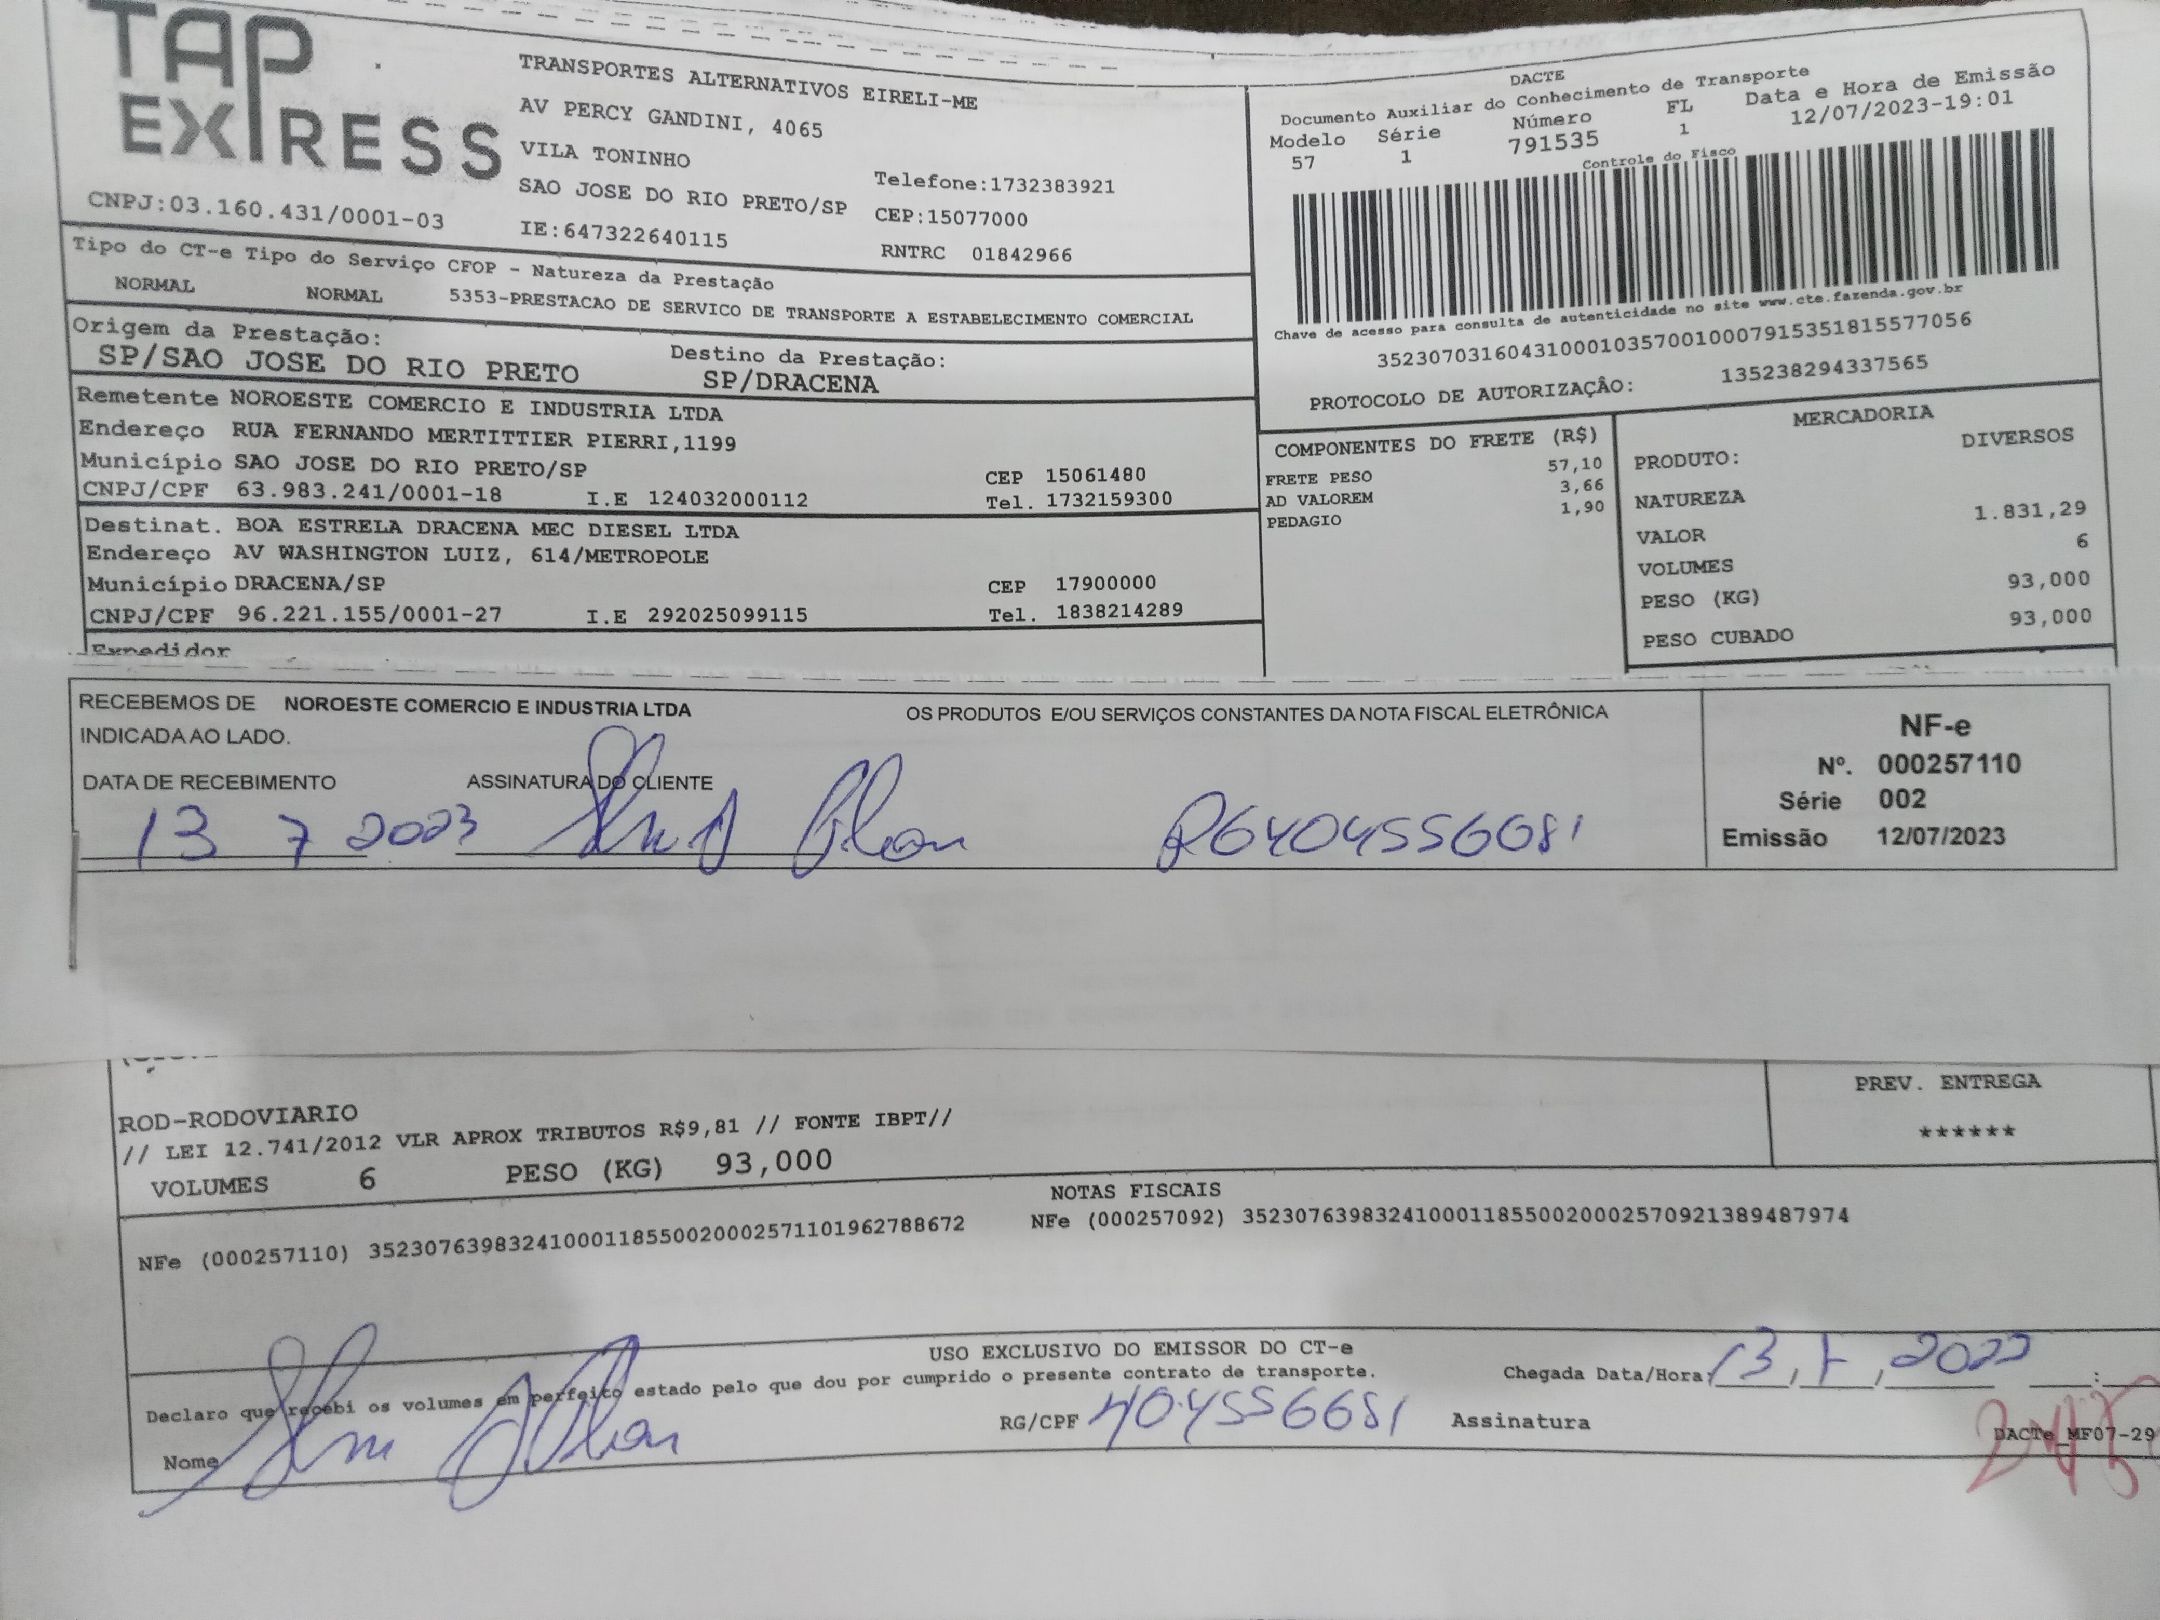 TAP
EXPRESS
CNPJ:03.160.431/0001-03
TRANSPORTES ALTERNATIVOS EIRELI-ME
AV PERCY GANDINI, 4065
VILA TONINHO
SAO JOSE DO RIO PRETO/SP
IE:647322640115
Telefone:1732383921
CEP:15077000
RNTRC 01842966
DACTE
Documento Auxiliar do Conhecimento de Transporte
Modelo Série Número FL Data e Hora de Emissão
57 1 791535 1 12/07/2023-19:01
Controle do Fisco
Chave de acesso para consulta de autenticidade no site www.cte.fazenda.gov.br
35230703160431000103570010007915351815577056
PROTOCOLO DE AUTORIZAÇÂO: 135238294337565
Tipo do CT-e Tipo do Serviço CFOP - Natureza da Prestação
NORMAL NORMAL 5353-PRESTACAO DE SERVICO DE TRANSPORTE A ESTABELECIMENTO COMERCIAL
Origem da Prestação: Destino da Prestação:
SP/SAO JOSE DO RIO PRETO SP/DRACENA
Remetente NOROESTE COMERCIO E INDUSTRIA LTDA
Endereço RUA FERNANDO MERTITTIER PIERRI,1199
Município SAO JOSE DO RIO PRETO/SP CEP 15061480
CNPJ/CPF 63.983.241/0001-18 I.E 124032000112 Tel. 1732159300
Destinat. BOA ESTRELA DRACENA MEC DIESEL LTDA
Endereço AV WASHINGTON LUIZ, 614/METROPOLE
Município DRACENA/SP CEP 17900000
CNPJ/CPF 96.221.155/0001-27 I.E 292025099115 Tel. 1838214289
Expedidor
COMPONENTES DO FRETE (R$)
FRETE PESO 57,10
AD VALOREM 3,66
PEDAGIO 1,90
MERCADORIA
PRODUTO: DIVERSOS
NATUREZA
VALOR 1.831,29
VOLUMES 6
PESO (KG) 93,000
PESO CUBADO 93,000
RECEBEMOS DE NOROESTE COMERCIO E INDUSTRIA LTDA OS PRODUTOS E/OU SERVIÇOS CONSTANTES DA NOTA FISCAL ELETRÔNICA
INDICADA AO LADO.
DATA DE RECEBIMENTO ASSINATURA DO CLIENTE
13 7 2023
NF-e
Nº. 000257110
Série 002
Emissão 12/07/2023
ROD-RODOVIARIO
// LEI 12.741/2012 VLR APROX TRIBUTOS R$9,81 // FONTE IBPT//
VOLUMES 6 PESO (KG) 93,000
PREV. ENTREGA
******
NOTAS FISCAIS
NFe (000257110) 35230763983241000118550020002571101962788672 NFe (000257092) 35230763983241000118550020002570921389487974
USO EXCLUSIVO DO EMISSOR DO CT-e
Declaro que recebi os volumes em perfeito estado pelo que dou por cumprido o presente contrato de transporte.
Chegada Data/Hora:
Nome RG/CPF Assinatura
DACTe_MF07-29